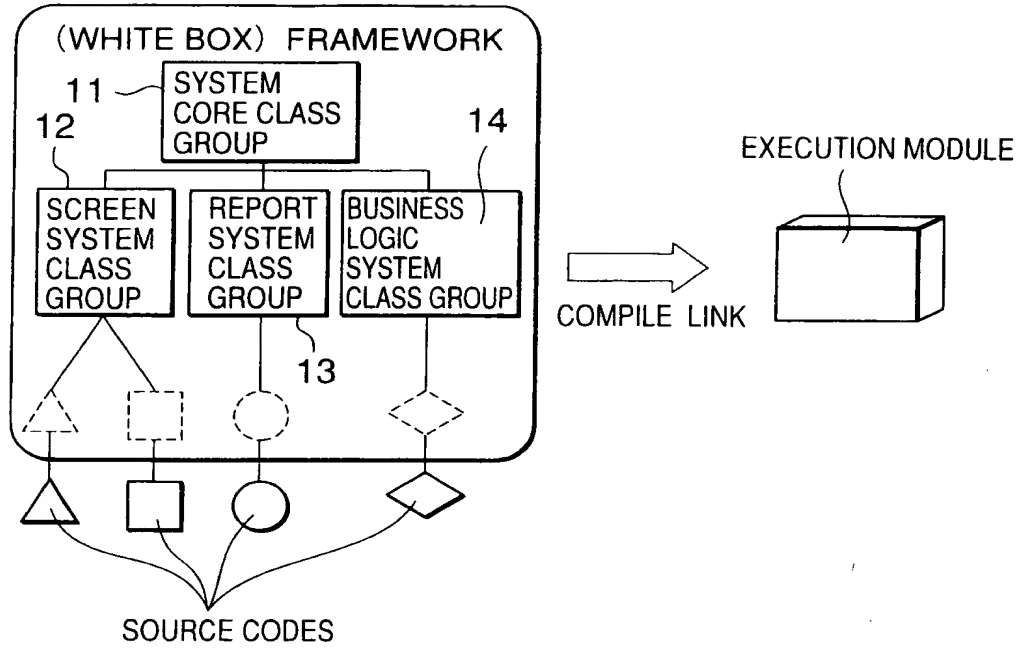 (WHITE BOX) FRAMEWORK
11
SYSTEM
CORE CLASS
GROUP
12
14
SCREEN
SYSTEM
CLASS
GROUP
REPORT
SYSTEM
CLASS
GROUP
BUSINESS
LOGIC
SYSTEM
CLASS GROUP
13
EXECUTION MODULE
COMPILE LINK
SOURCE CODES